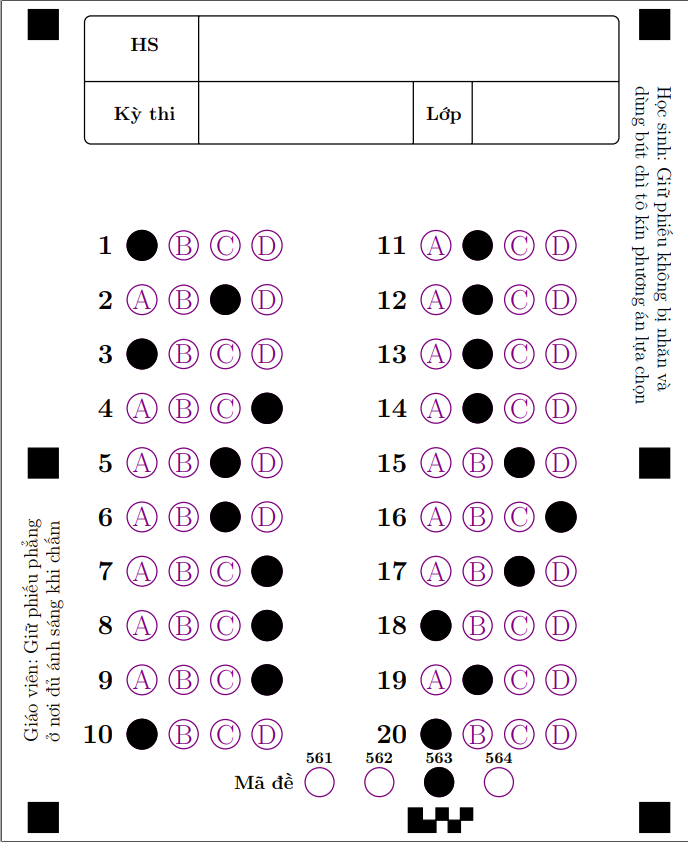 HS
Kỳ thi Lớp
Học sinh: Giữ phiếu không bị nhăn và
dùng bút chì tô kín phương án lựa chọn
1 B C D
2 A B D
3 B C D
4 A B C
5 A B D
6 A B D
7 A B C
8 A B C
9 A B C
10 B C D
11 A C D
12 A C D
13 A C D
14 A C D
15 A B D
16 A B C
17 A B D
18 B C D
19 A C D
20 B C D
Giáo viên: Giữ phiếu phẳng
ở nơi đủ ánh sáng khi chấm
561 562 563 564
Mã đề